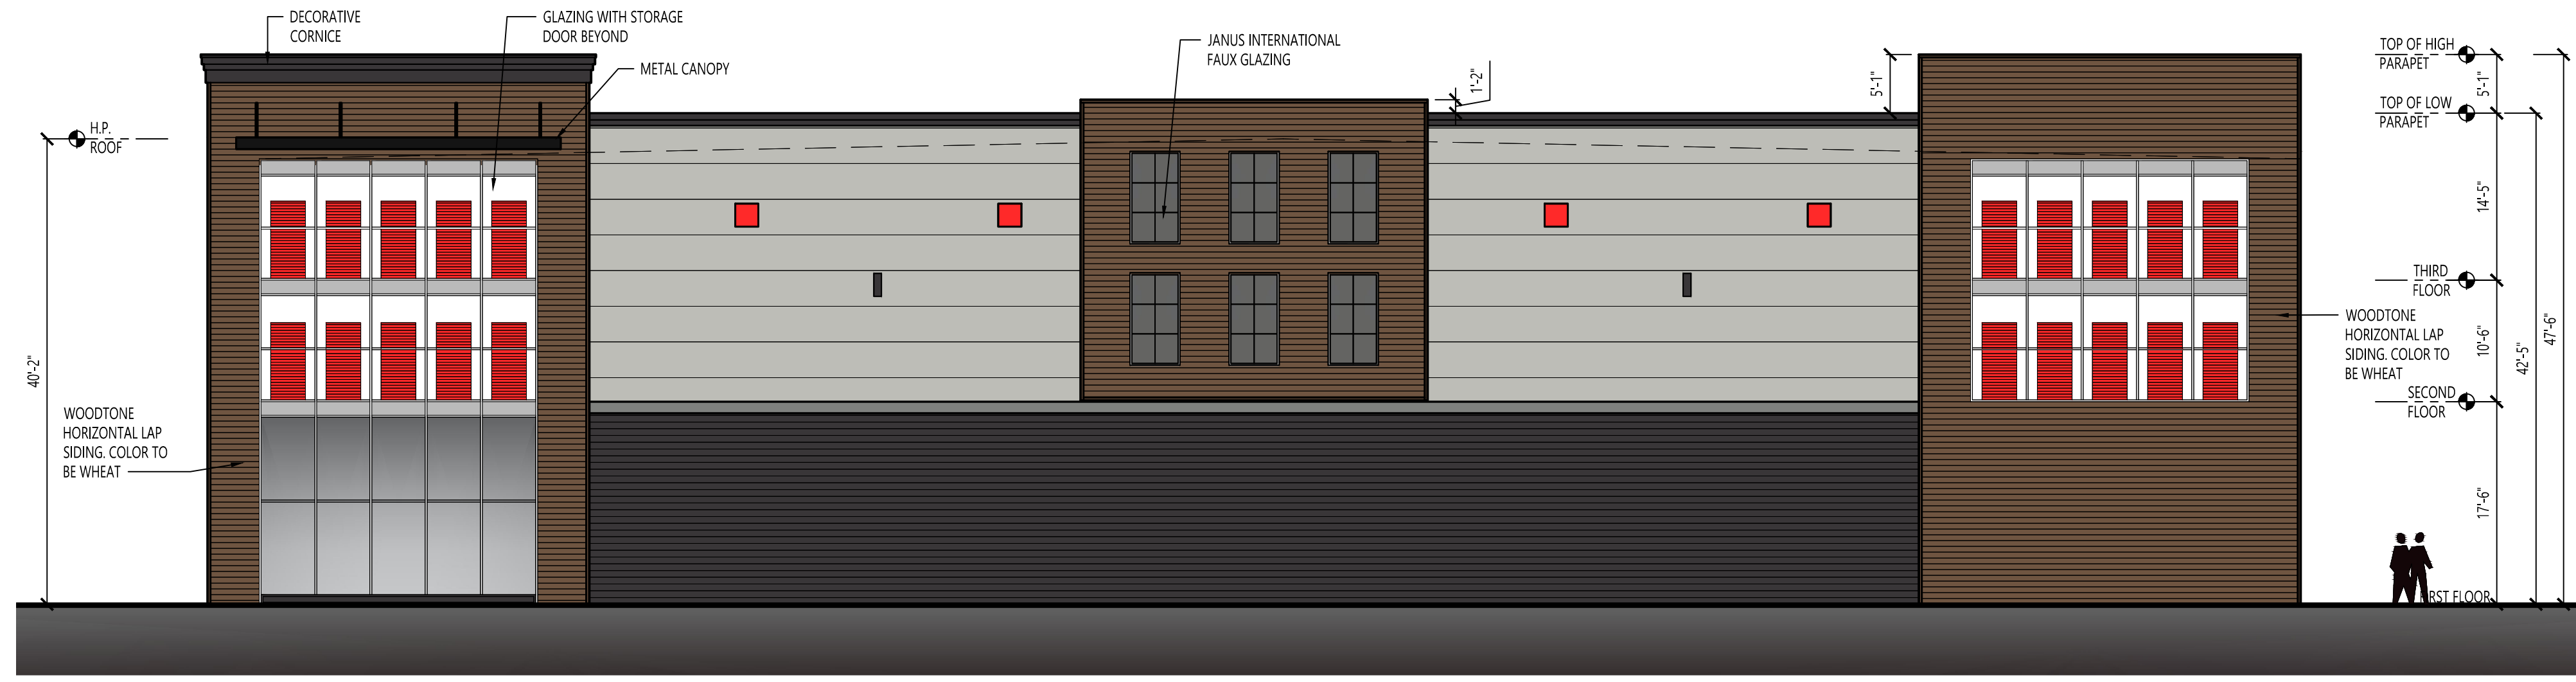 DECORATIVE
CORNICE
GLAZING WITH STORAGE
DOOR BEYOND
METAL CANOPY
JANUS INTERNATIONAL
FAUX GLAZING
1'-2"
5'-1"
TOP OF HIGH
PARAPET
5'-1"
TOP OF LOW
PARAPET
H.P.
ROOF
14'-5"
THIRD
FLOOR
WOODTONE
HORIZONTAL LAP
SIDING. COLOR TO
BE WHEAT
10'-6"
42'-5"
47'-6"
40'-2"
SECOND
FLOOR
WOODTONE
HORIZONTAL LAP
SIDING. COLOR TO
BE WHEAT
17'-6"
RST FLOOR